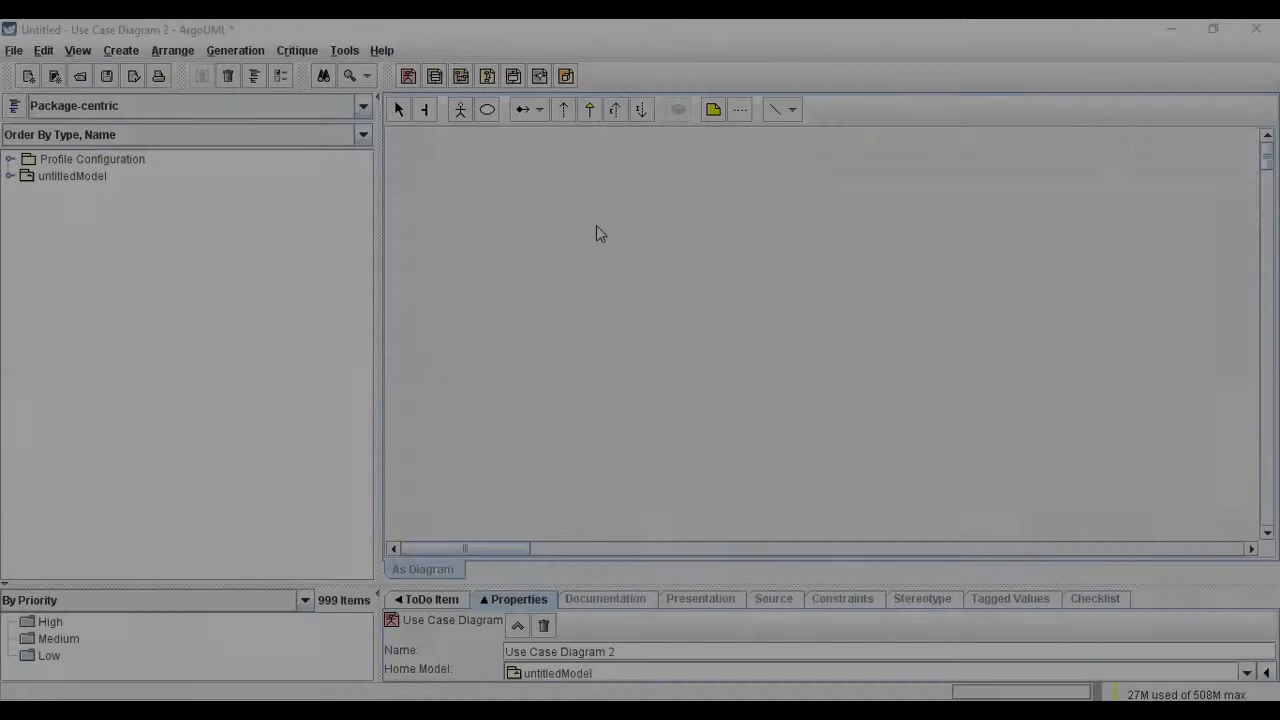 Untitled - Use Case Diagram 2 - ArgoUML *
File Edit View Create Arrange Generation Critique Tools Help
Package-centric
Order By Type, Name
Profile Configuration
untitledModel
As Diagram
By Priority 999 Items
High
Medium
Low
ToDo Item Properties Documentation Presentation Source Constraints Stereotype Tagged Values Checklist
Use Case Diagram
Name: Use Case Diagram 2
Home Model: untitledModel
27M used of 508M max